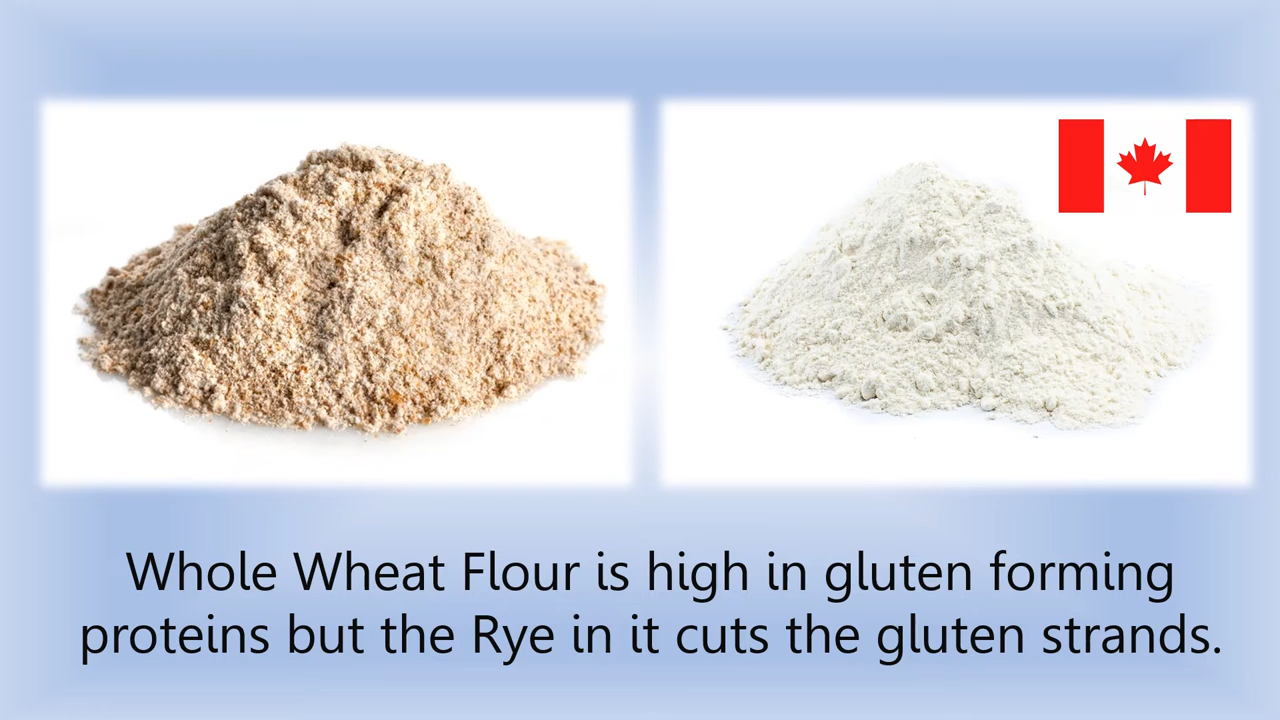 Whole Wheat Flour is high in gluten forming
proteins but the Rye in it cuts the gluten strands.